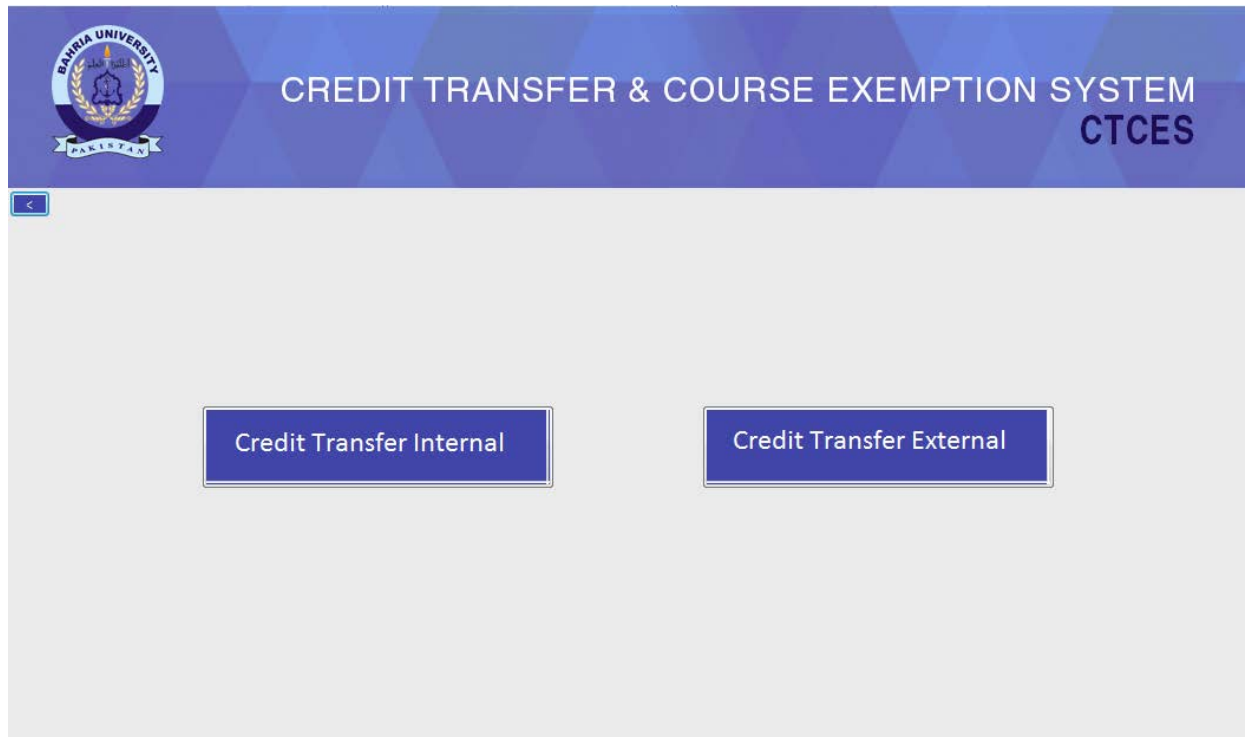 BAHRIA UNIVERSITY
PAKISTAN
CREDIT TRANSFER & COURSE EXEMPTION SYSTEM
CTCES
<
Credit Transfer Internal
Credit Transfer External